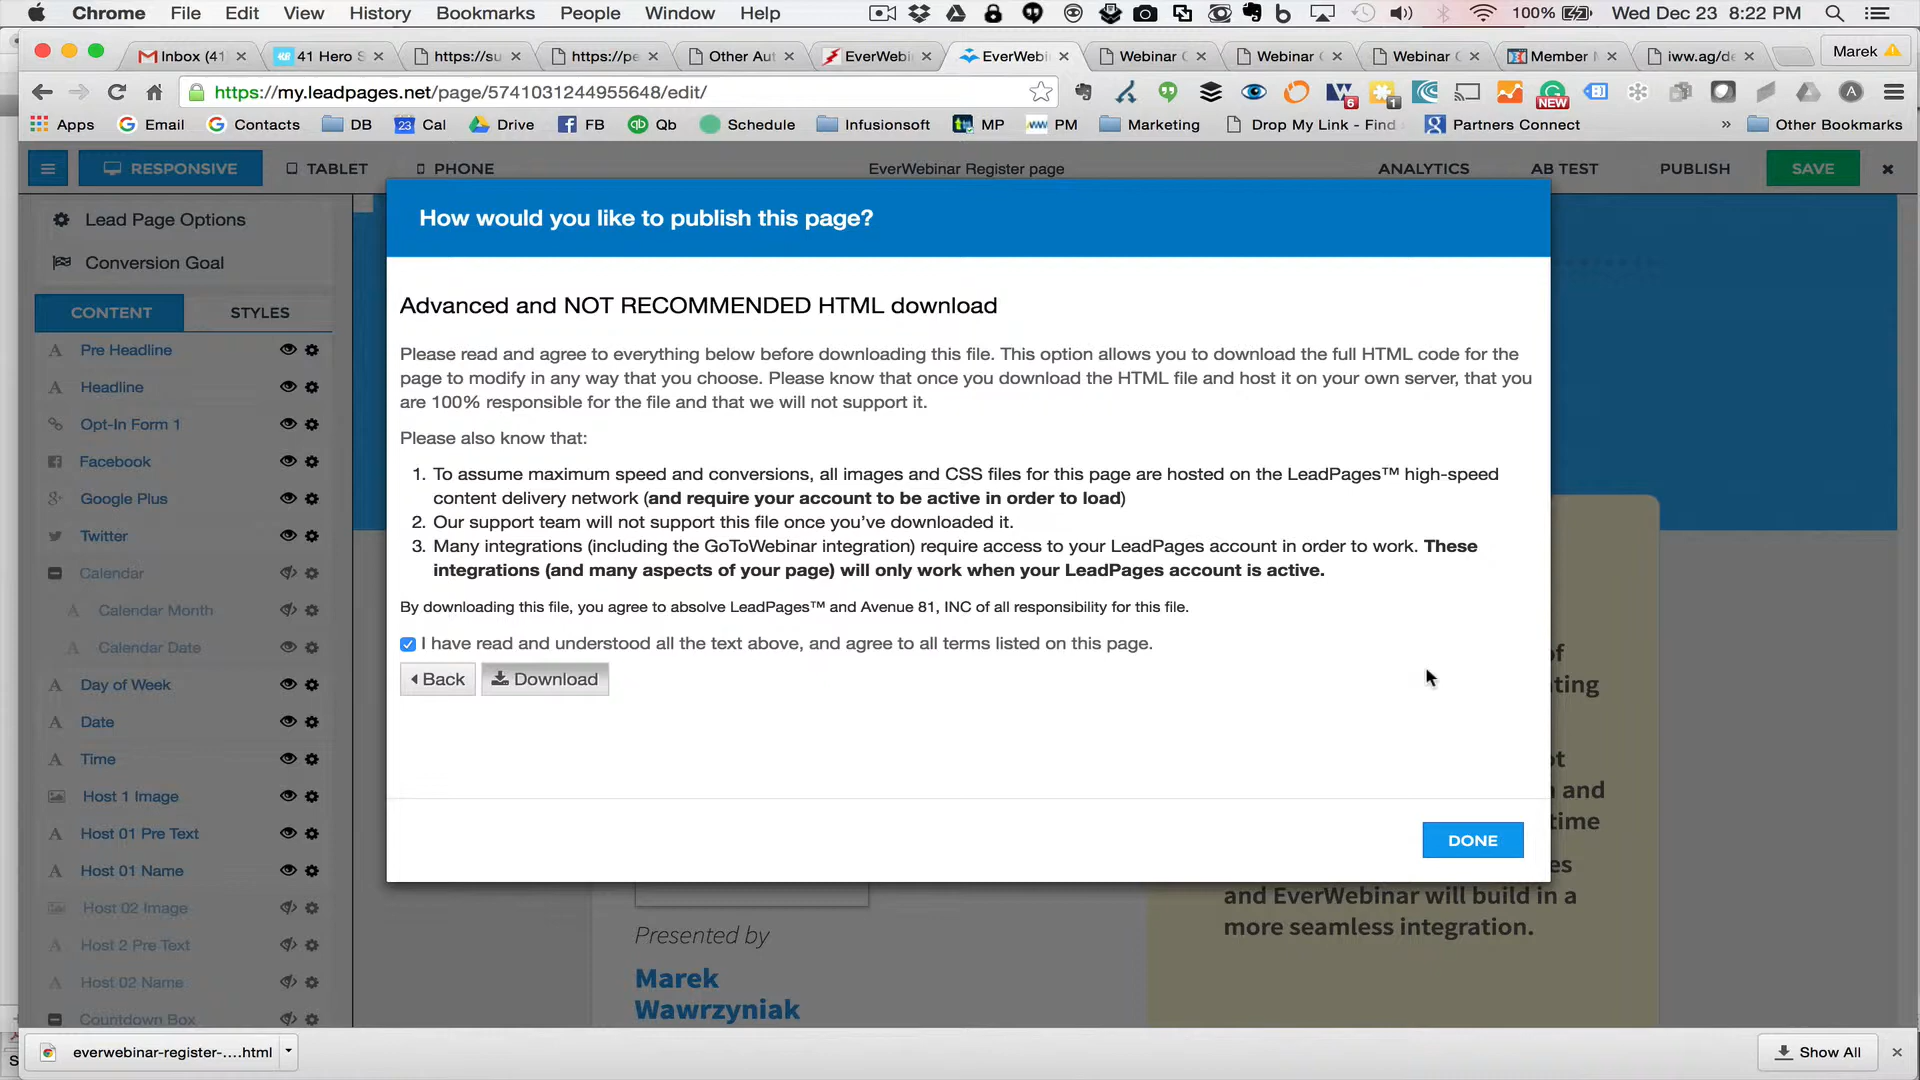 Chrome File Edit View History Bookmarks People Window Help 100% Wed Dec 23 8:22 PM
Inbox (41 41 Hero S https://su https://pe Other Aut EverWebi EverWebi Webinar C Webinar C Webinar C Member iww.ag/de Marek
https://my.leadpages.net/page/5741031244955648/edit/
6 1 NEW
Apps Email Contacts DB 23 Cal Drive FB Qb Schedule Infusionsoft MP PM Marketing Drop My Link - Find Partners Connect » Other Bookmarks
RESPONSIVE TABLET PHONE EverWebinar Register page ANALYTICS AB TEST PUBLISH SAVE
Lead Page Options
Conversion Goal
CONTENT STYLES
Pre Headline
Headline
Opt-In Form 1
Facebook
Google Plus
Twitter
Calendar
Calendar Month
Calendar Date
Day of Week
Date
Time
Host 1 Image
Host 01 Pre Text
Host 01 Name
Host 02 Image
Host 2 Pre Text
Host 02 Name
Countdown Box
How would you like to publish this page?
Advanced and NOT RECOMMENDED HTML download
Please read and agree to everything below before downloading this file. This option allows you to download the full HTML code for the
page to modify in any way that you choose. Please know that once you download the HTML file and host it on your own server, that you
are 100% responsible for the file and that we will not support it.
Please also know that:
1. To assume maximum speed and conversions, all images and CSS files for this page are hosted on the LeadPages™ high-speed
content delivery network (and require your account to be active in order to load)
2. Our support team will not support this file once you've downloaded it.
3. Many integrations (including the GoToWebinar integration) require access to your LeadPages account in order to work. These
integrations (and many aspects of your page) will only work when your LeadPages account is active.
By downloading this file, you agree to absolve LeadPages™ and Avenue 81, INC of all responsibility for this file.
I have read and understood all the text above, and agree to all terms listed on this page.
Back Download
DONE
of
ting
ot
and
time
es
and EverWebinar will build in a
more seamless integration.
Presented by
Marek
Wawrzyniak
everwebinar-register-....html Show All